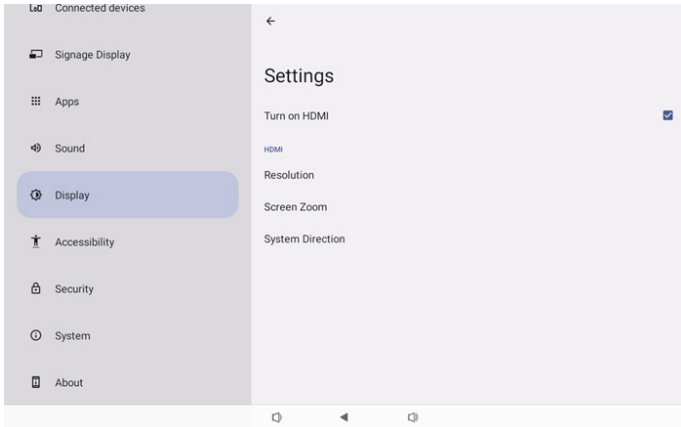 Connected devices
Signage Display
Apps
Sound
Display
Accessibility
Security
System
About
Settings
Turn on HDMI
HDMI
Resolution
Screen Zoom
System Direction